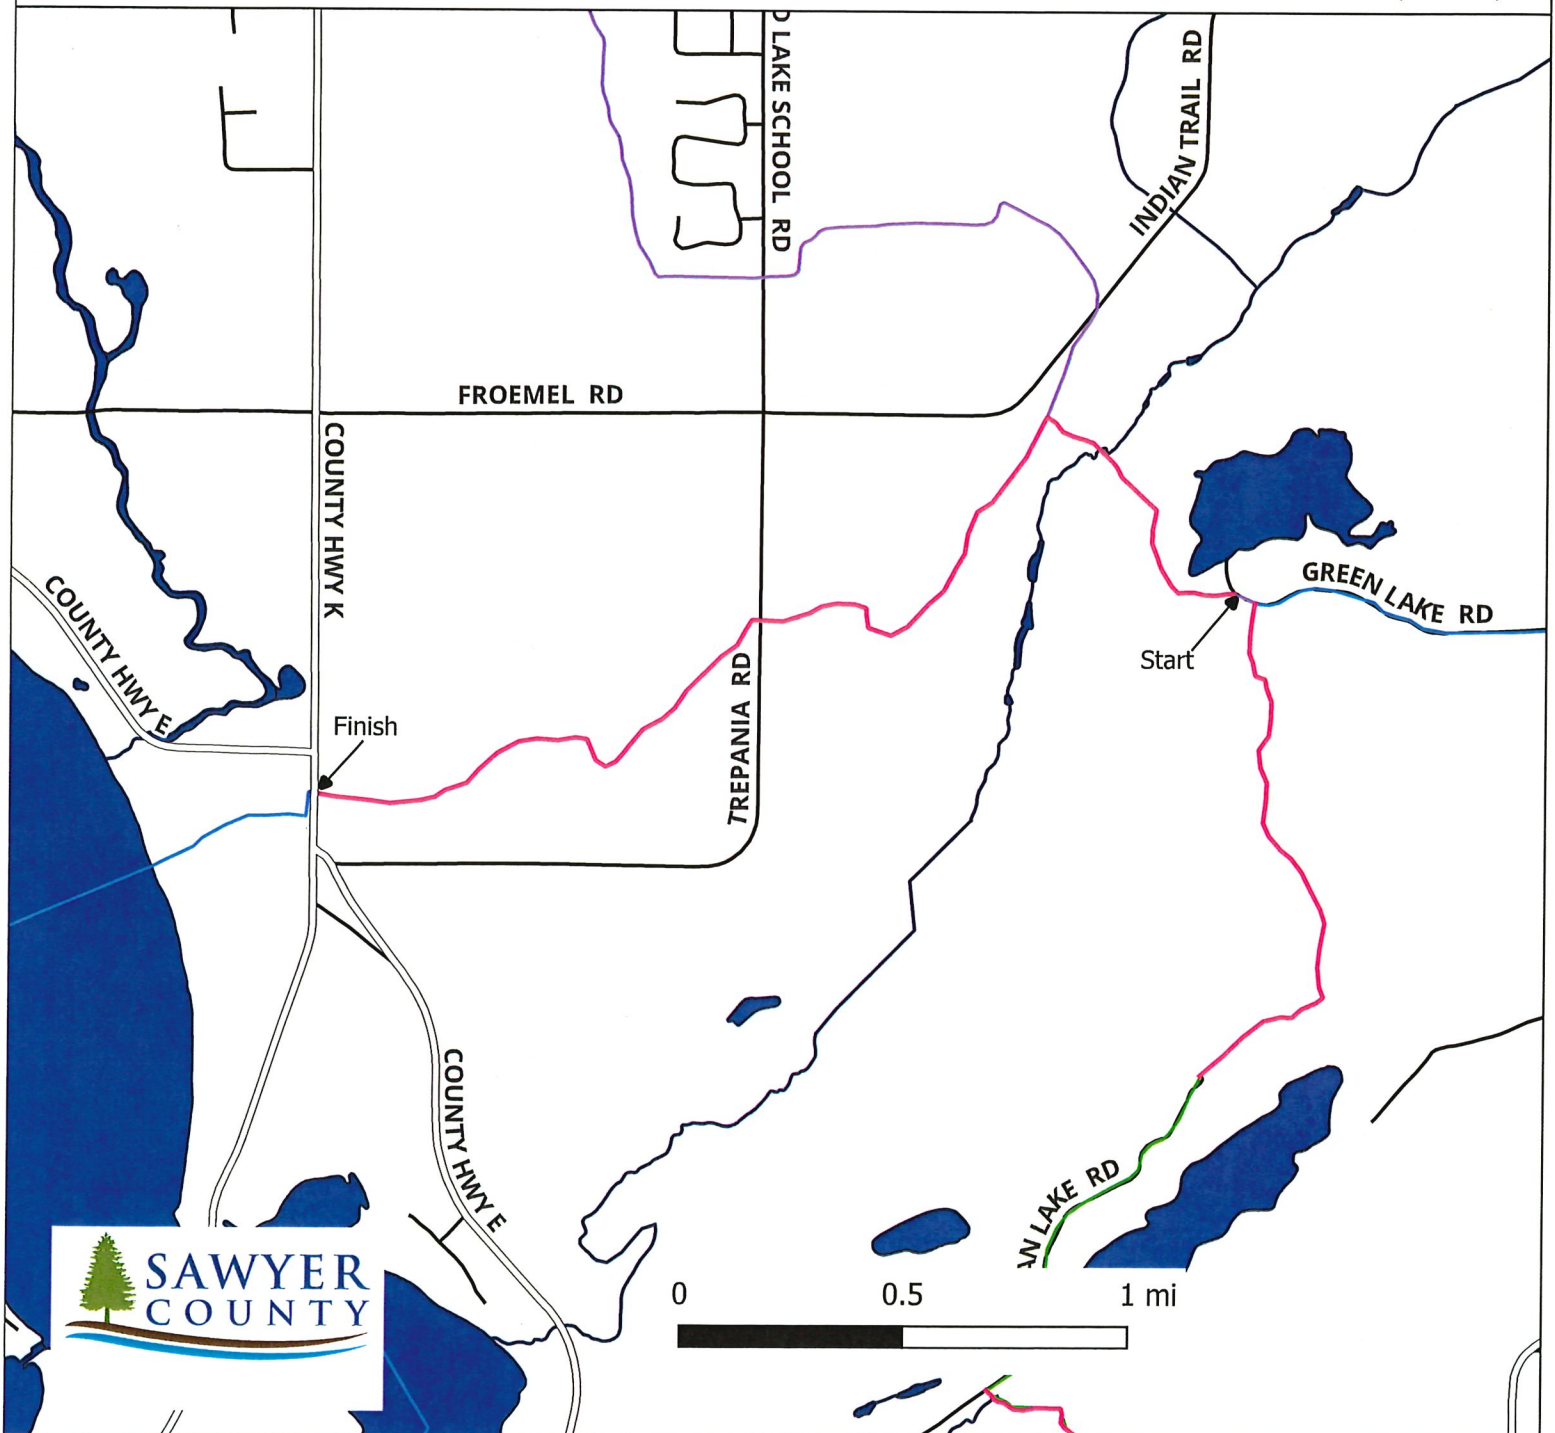 LAKE SCHOOL RD
INDIAN TRAIL RD
FROEMEL RD
COUNTY HWY K
GREEN LAKE RD
COUNTY HWY E
Start
TREPANIA RD
Finish
COUNTY HWY E
LAKE RD
SAWYER
COUNTY
0 0.5 1 mi